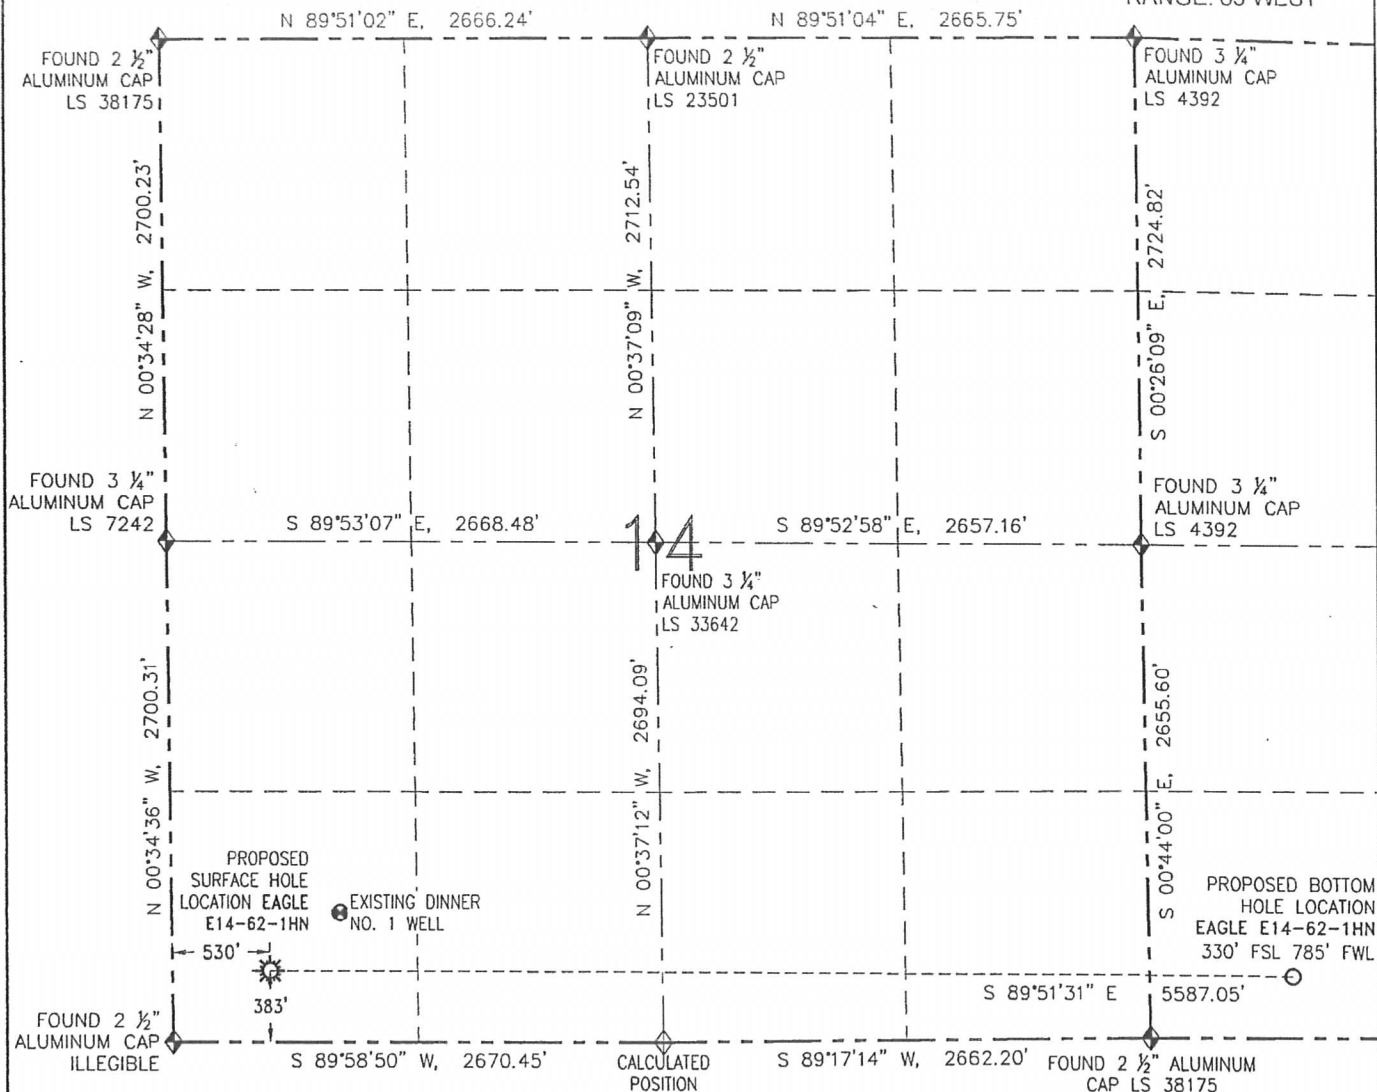 N 89°51'02" E, 2666.24'
N 89°51'04" E, 2665.75'
FOUND 2 ½"
ALUMINUM CAP
LS 38175
FOUND 2 ½"
ALUMINUM CAP
LS 23501
FOUND 3 ¼"
ALUMINUM CAP
LS 4392
N 00°34'28" W, 2700.23'
N 00°37'09" W, 2712.54'
S 00°26'09" E, 2724.82'
FOUND 3 ¼"
ALUMINUM CAP
LS 7242
S 89°53'07" E, 2668.48'
14
S 89°52'58" E, 2657.16'
FOUND 3 ¼"
ALUMINUM CAP
LS 4392
FOUND 3 ¼"
ALUMINUM CAP
LS 33642
N 00°34'36" W, 2700.31'
N 00°37'12" W, 2694.09'
S 00°44'00" E, 2655.60'
PROPOSED
SURFACE HOLE
LOCATION EAGLE
E14-62-1HN
EXISTING DINNER
NO. 1 WELL
530'
383'
PROPOSED BOTTOM
HOLE LOCATION
EAGLE E14-62-1HN
330' FSL 785' FWL
S 89°51'31" E 5587.05'
FOUND 2 ½"
ALUMINUM CAP
ILLEGIBLE
S 89°58'50" W, 2670.45'
CALCULATED
POSITION
S 89°17'14" W, 2662.20'
FOUND 2 ½" ALUMINUM
CAP LS 38175